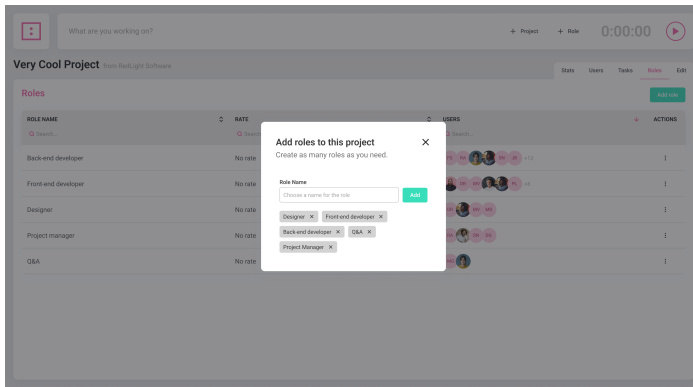 What are you working on?
+ Project
+ Role
0:00:00
Very Cool Project from RedLight Software
Stats Users Tasks Roles Edit
Roles
Add role
ROLE NAME RATE USERS ACTIONS
Search... Search Search...
Back-end developer No rate +12
Front-end developer No rate +8
Designer No rate
Project manager No rate
Q&A No rate
Add roles to this project
Create as many roles as you need.
Role Name
Choose a name for the role
Add
Designer × Front-end developer ×
Back-end developer × Q&A ×
Project Manager ×